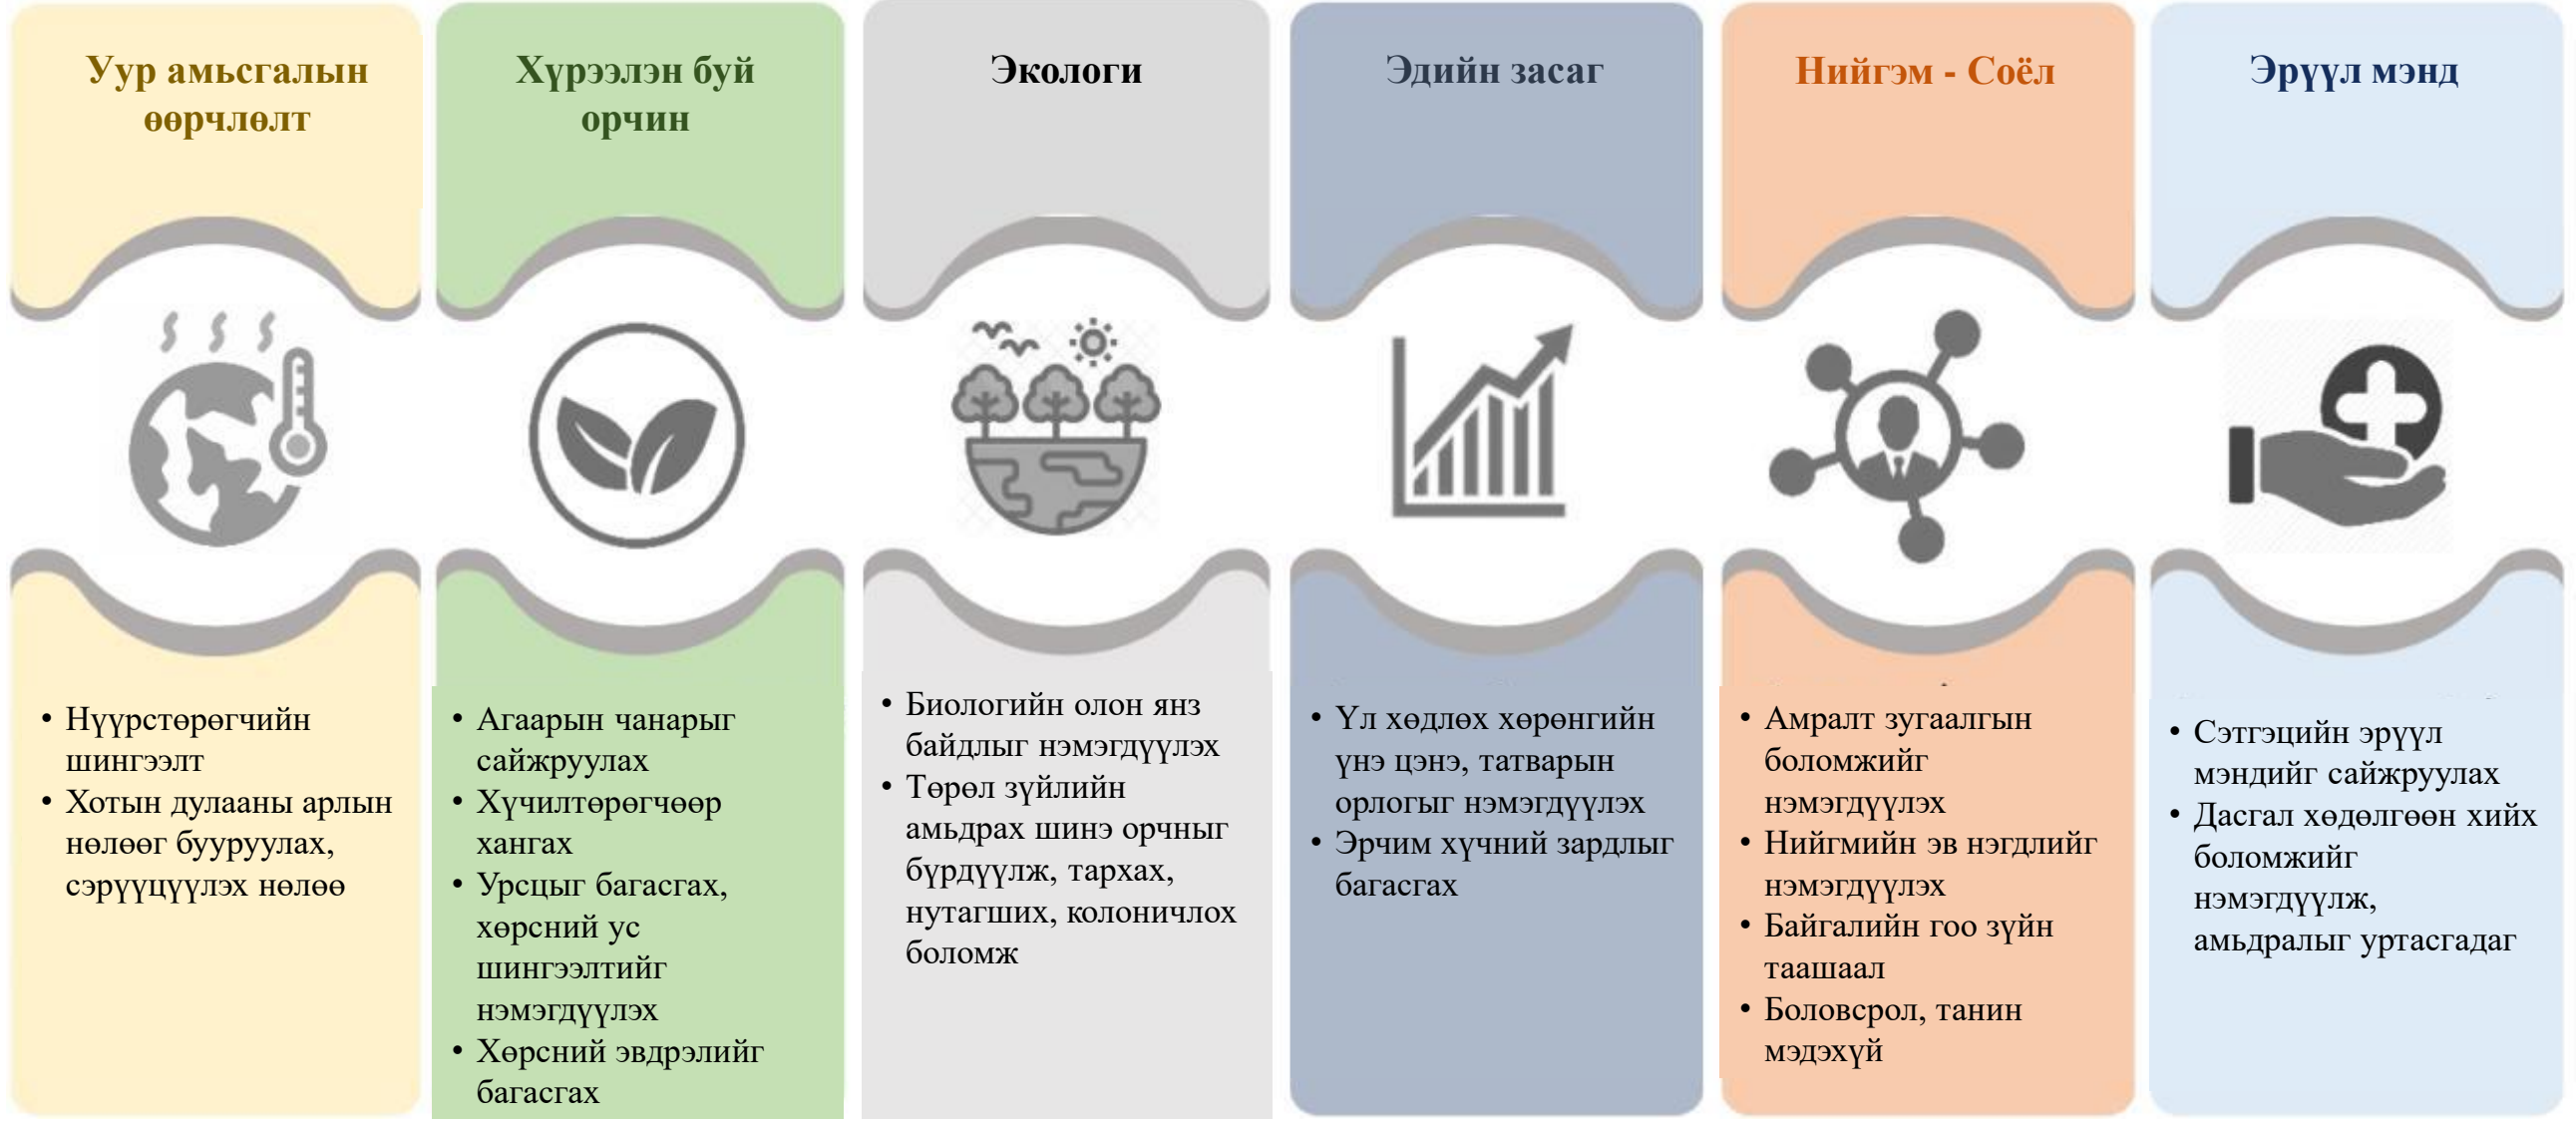 Уур амьсгалын
өөрчлөлт
• Нүүрстөрөгчийн
шингээлт
• Хотын дулааны арлын
нөлөөг бууруулах,
сэрүүцүүлэх нөлөө
Хүрээлэн буй
орчин
• Агаарын чанарыг
сайжруулах
• Хүчилтөрөгчөөр
хангах
• Урсцыг багасгах,
хөрсний ус
шингээлтийг
нэмэгдүүлэх
• Хөрсний эвдрэлийг
багасгах
Экологи
• Биологийн олон янз
байдлыг нэмэгдүүлэх
• Төрөл зүйлийн
амьдрах шинэ орчныг
бүрдүүлж, тархах,
нутагших, колоничлох
боломж
Эдийн засаг
• Үл хөдлөх хөрөнгийн
үнэ цэнэ, татварын
орлогыг нэмэгдүүлэх
• Эрчим хүчний зардлыг
багасгах
Нийгэм - Соёл
• Амралт зугаалгын
боломжийг
нэмэгдүүлэх
• Нийгмийн эв нэгдлийг
нэмэгдүүлэх
• Байгалийн гоо зүйн
таашаал
• Боловсрол, танин
мэдэхүй
Эрүүл мэнд
• Сэтгэцийн эрүүл
мэндийг сайжруулах
• Дасгал хөдөлгөөн хийх
боломжийг
нэмэгдүүлж,
амьдралыг уртасгадаг